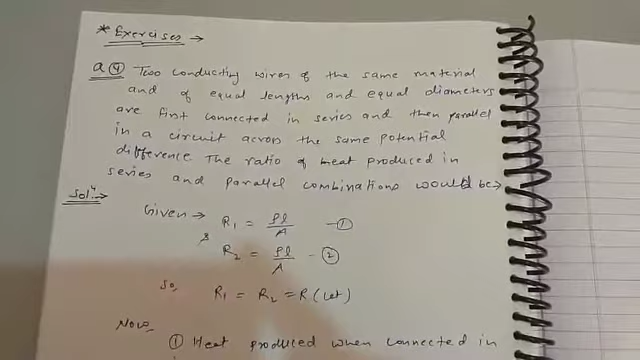 * Exercises →
Q④ Two conducting wires of the same material
and of equal lengths and equal diameters
are first connected in series and then parallel
in a circuit across the same potential
difference. The ratio of heat produced in
series and parallel combinations would be→
Solⁿ→
Given → R₁ = ρl/A —①
& R₂ = ρl/A —②
So, R₁ = R₂ = R (let)
Now,
① Heat produced when connected in